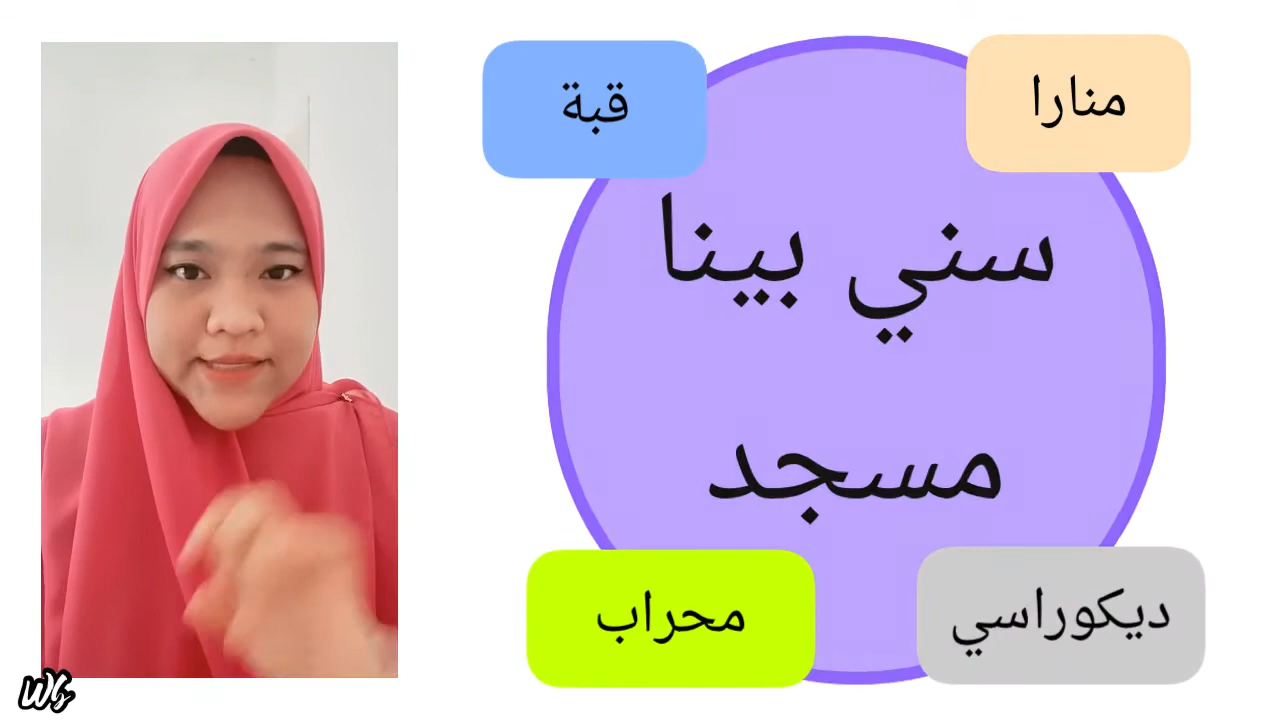 منارا
قبة
سني بينا
مسجد
ديكوراسي
محراب